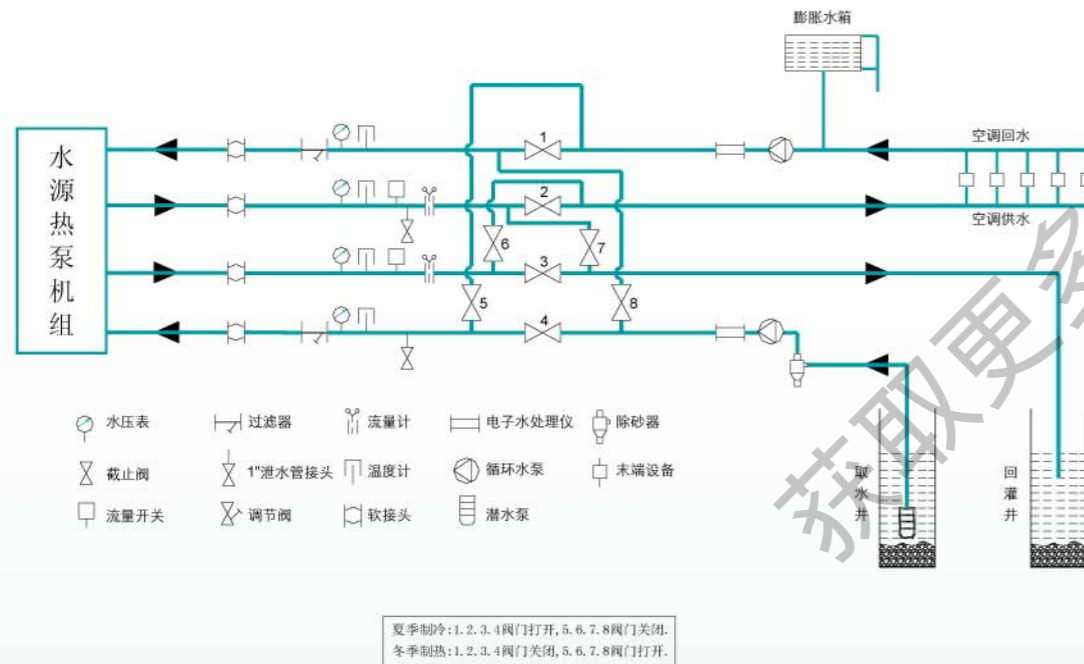 膨胀水箱
空调回水
空调供水
水源热泵机组
1
2
6
7
3
5
8
4
水压表
过滤器
流量计
电子水处理仪
除砂器
截止阀
1"泄水管接头
温度计
循环水泵
末端设备
流量开关
调节阀
软接头
潜水泵
取水井
回灌井
获取更多
夏季制冷:1.2.3.4阀门打开,5.6.7.8阀门关闭.
冬季制热:1.2.3.4阀门关闭,5.6.7.8阀门打开.